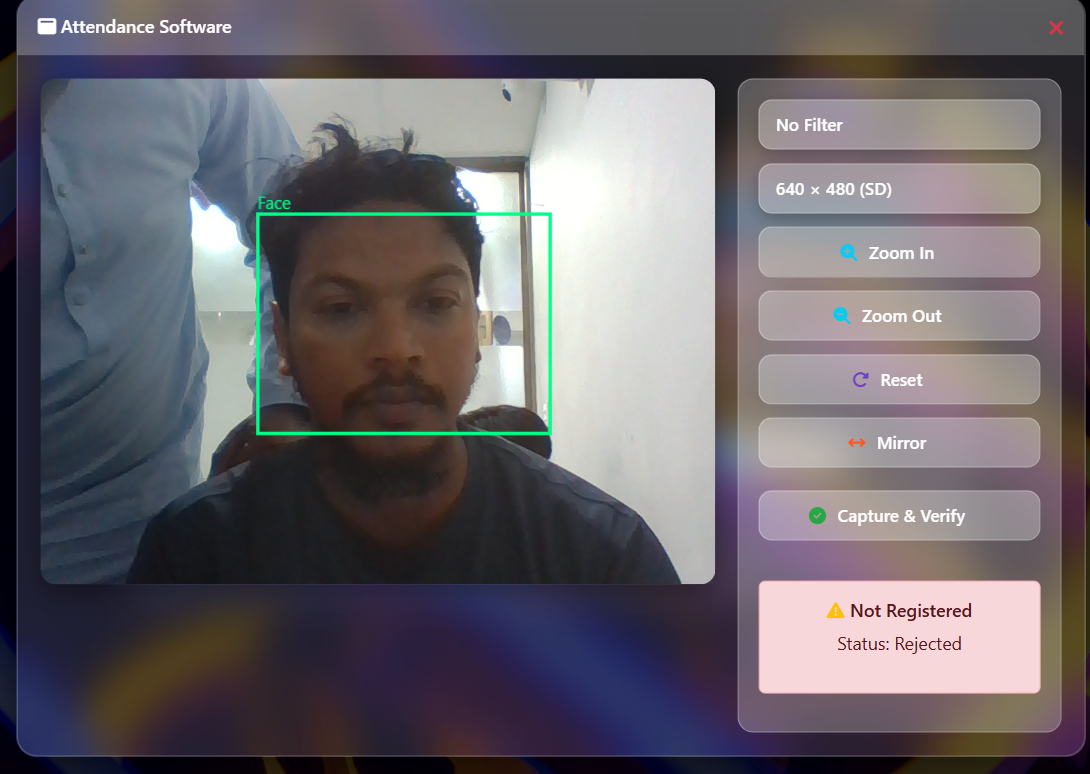 Attendance Software
Face
No Filter
640 × 480 (SD)
Zoom In
Zoom Out
Reset
Mirror
Capture & Verify
Not Registered
Status: Rejected